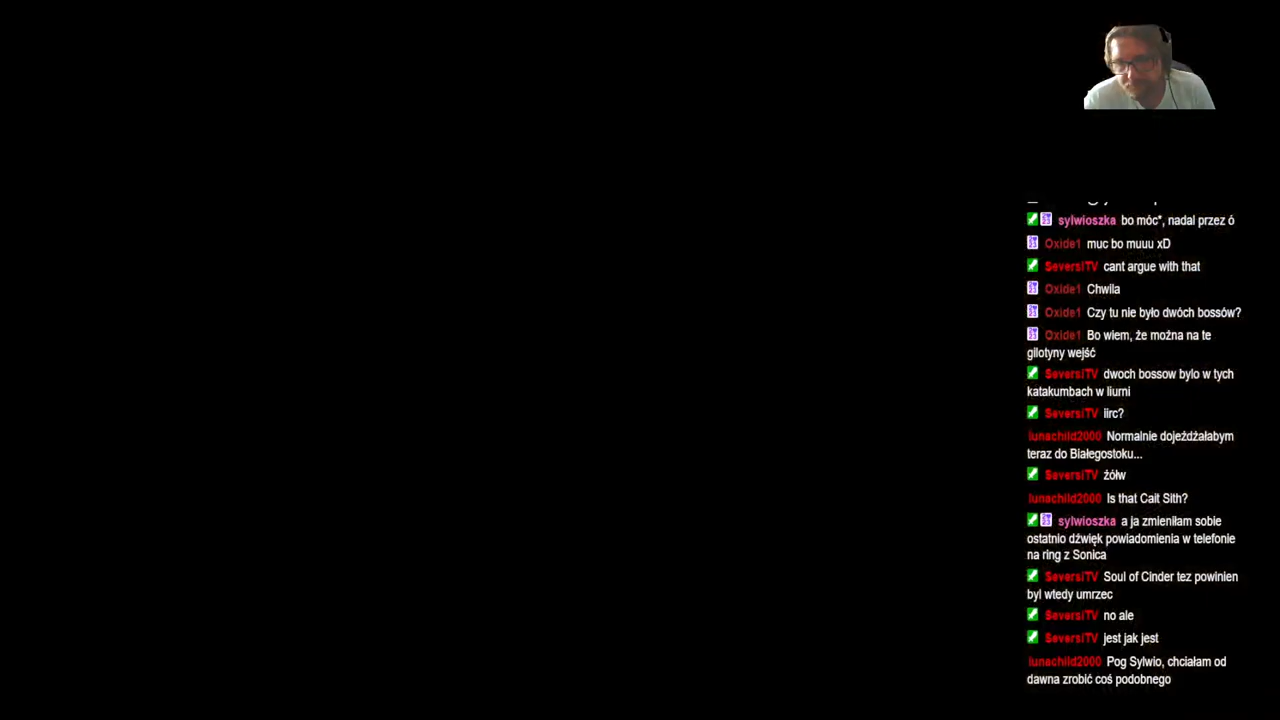 sylwioszka bo móc*, nadal przez ó
Oxide1 muc bo muuu xD
SeversiTV cant argue with that
Oxide1 Chwila
Oxide1 Czy tu nie było dwóch bossów?
Oxide1 Bo wiem, że można na te
gilotyny wejść
SeversiTV dwoch bossow bylo w tych
katakumbach w liurni
SeversiTV iirc?
lunachild2000 Normalnie dojeżdżałabym
teraz do Białegostoku...
SeversiTV żółw
lunachild2000 Is that Cait Sith?
sylwioszka a ja zmieniłam sobie
ostatnio dźwięk powiadomienia w telefonie
na ring z Sonica
SeversiTV Soul of Cinder tez powinien
byl wtedy umrzec
SeversiTV no ale
SeversiTV jest jak jest
lunachild2000 Pog Sylwio, chciałam od
dawna zrobić coś podobnego